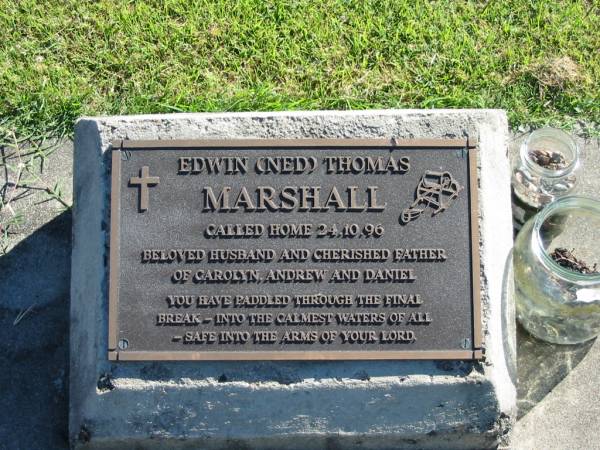 EDWIN (NED) THOMAS
MARSHALL
CALLED HOME 24.10.96
BELOVED HUSBAND AND CHERISHED FATHER
OF CAROLYN, ANDREW AND DANIEL
YOU HAVE PADDLED THROUGH THE FINAL
BREAK – INTO THE CALMEST WATERS OF ALL
– SAFE INTO THE ARMS OF YOUR LORD.